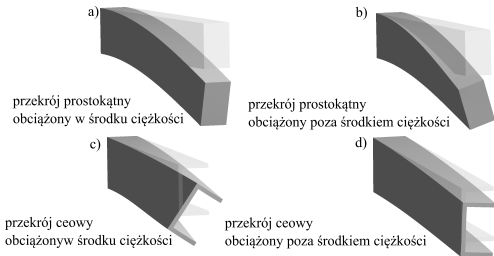 a)
przekrój prostokątny
obciążony w środku ciężkości
b)
przekrój prostokątny
obciążony poza środkiem ciężkości
c)
przekrój ceowy
obciążonyw środku ciężkości
d)
przekrój ceowy
obciążony poza środkiem ciężkości